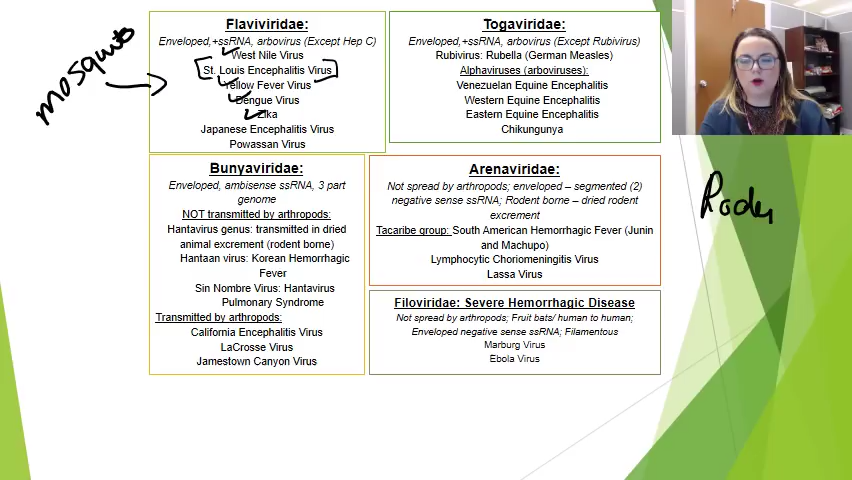 mosquito
Flaviviridae:
Enveloped,+ssRNA, arbovirus (Except Hep C)
West Nile Virus
St. Louis Encephalitis Virus
Yellow Fever Virus
Dengue Virus
Zika
Japanese Encephalitis Virus
Powassan Virus
Togaviridae:
Enveloped,+ssRNA, arbovirus (Except Rubivirus)
Rubivirus: Rubella (German Measles)
Alphaviruses (arboviruses):
Venezuelan Equine Encephalitis
Western Equine Encephalitis
Eastern Equine Encephalitis
Chikungunya
Bunyaviridae:
Enveloped, ambisense ssRNA, 3 part
genome
NOT transmitted by arthropods:
Hantavirus genus: transmitted in dried
animal excrement (rodent borne)
Hantaan virus: Korean Hemorrhagic
Fever
Sin Nombre Virus: Hantavirus
Pulmonary Syndrome
Transmitted by arthropods:
California Encephalitis Virus
LaCrosse Virus
Jamestown Canyon Virus
Arenaviridae:
Not spread by arthropods; enveloped – segmented (2)
negative sense ssRNA; Rodent borne – dried rodent
excrement
Tacaribe group: South American Hemorrhagic Fever (Junin
and Machupo)
Lymphocytic Choriomeningitis Virus
Lassa Virus
Filoviridae: Severe Hemorrhagic Disease
Not spread by arthropods; Fruit bats/ human to human;
Enveloped negative sense ssRNA; Filamentous
Marburg Virus
Ebola Virus